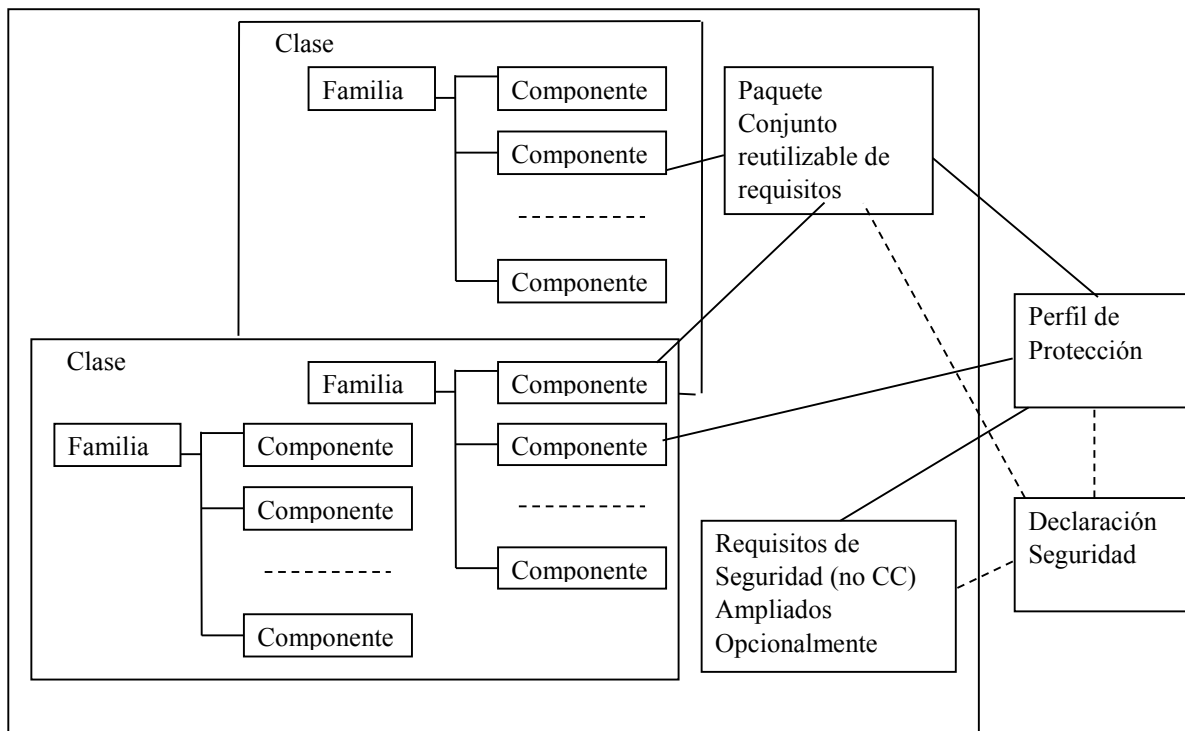 Clase
Familia
Componente
Componente
Componente
Paquete
Conjunto
reutilizable de
requisitos
Perfil de
Protección
Clase
Familia
Componente
Componente
Componente
Familia
Componente
Componente
Componente
Requisitos de
Seguridad (no CC)
Ampliados
Opcionalmente
Declaración
Seguridad